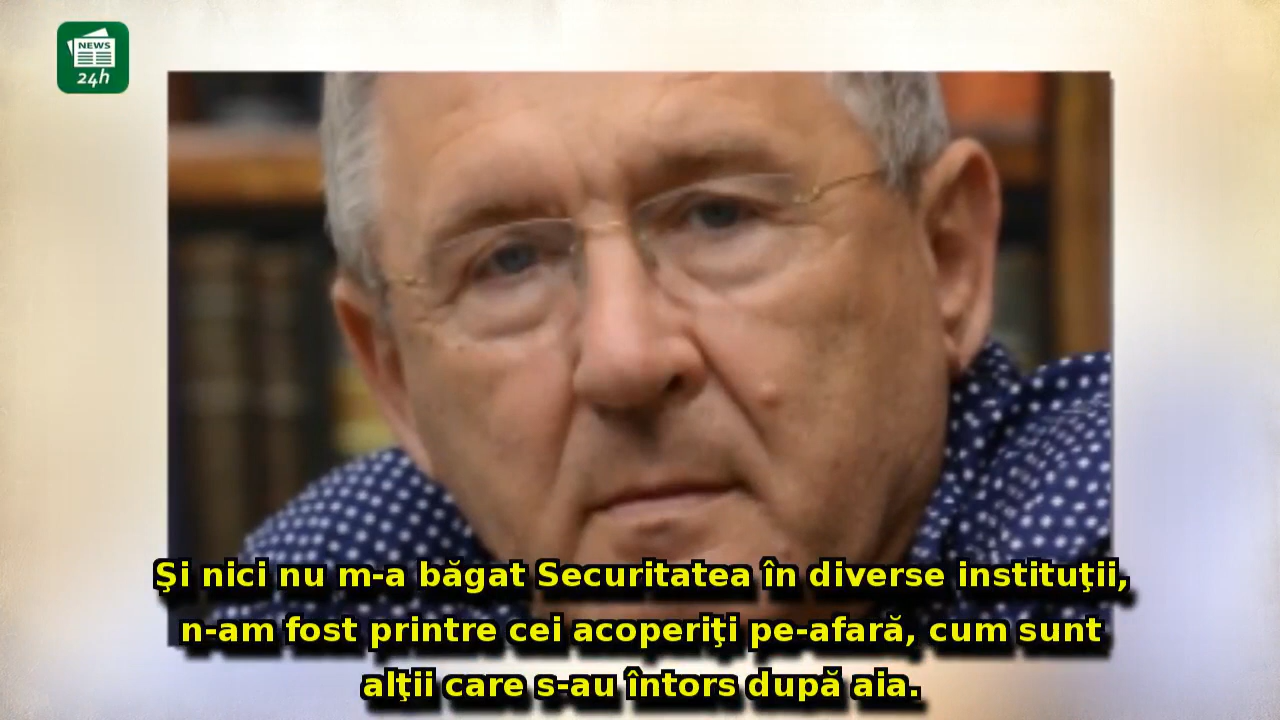 NEWS
24h
Şi nici nu m-a băgat Securitatea în diverse instituţii,
n-am fost printre cei acoperiţi pe-afară, cum sunt
alţii care s-au întors după aia.